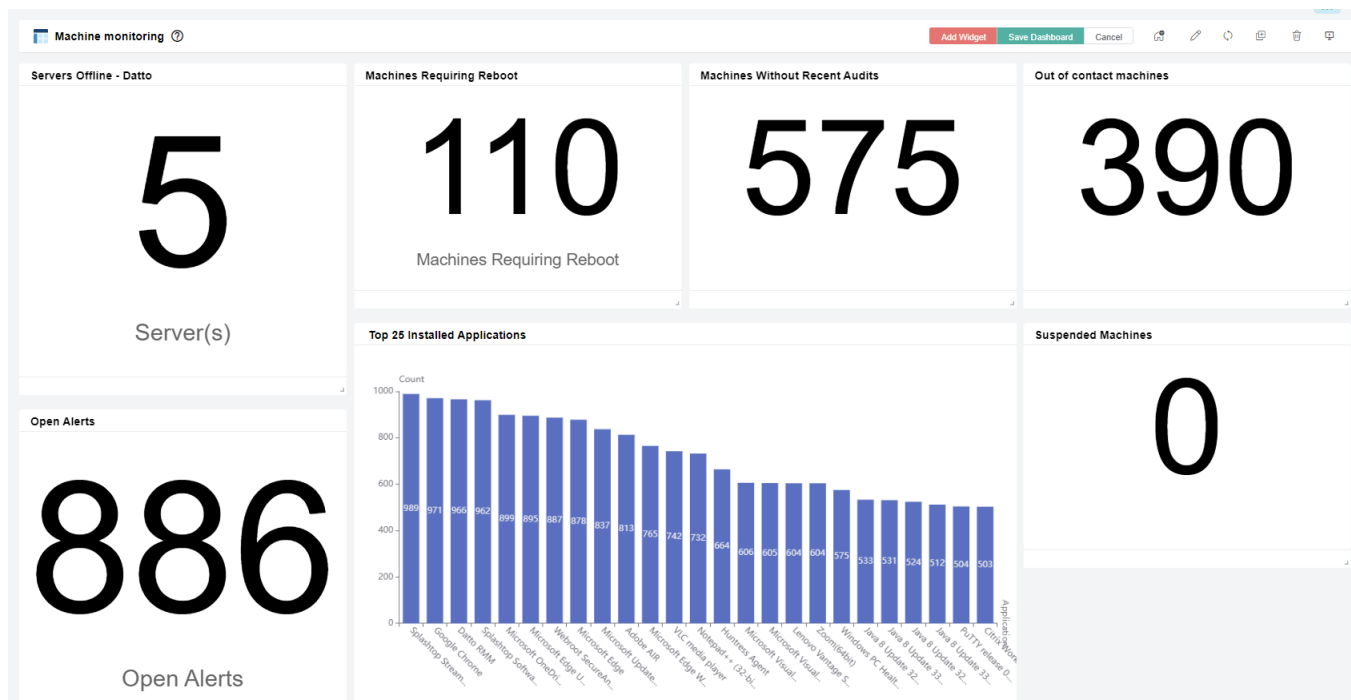 Machine monitoring
Add Widget
Save Dashboard
Cancel
Servers Offline - Datto
5
Server(s)
Machines Requiring Reboot
110
Machines Requiring Reboot
Machines Without Recent Audits
575
Out of contact machines
390
Open Alerts
886
Open Alerts
Top 25 Installed Applications
Count
1000
800
600
400
200
0
989
971
966
962
899
895
887
878
837
813
765
742
732
664
606
605
604
604
575
533
531
524
512
504
503
Splashtop Stream...
Google Chrome
Datto RMM
Splashtop Softwa...
Microsoft OneDri...
Microsoft Edge U...
Webroot SecureAn...
Microsoft Edge
Microsoft Update...
Adobe AIR
Microsoft Edge W...
VLC media player
Notepad++ (32-bi...
Huntress Agent
Microsoft Visual...
Microsoft Visual...
Lenovo Vantage S...
Zoom(64bit)
Windows PC Healt...
Java 8 Update 32...
Java 8 Update 33...
Java 8 Update 32...
Java 8 Update 33...
PuTTY release 0...
Citrix Work
Application
Suspended Machines
0